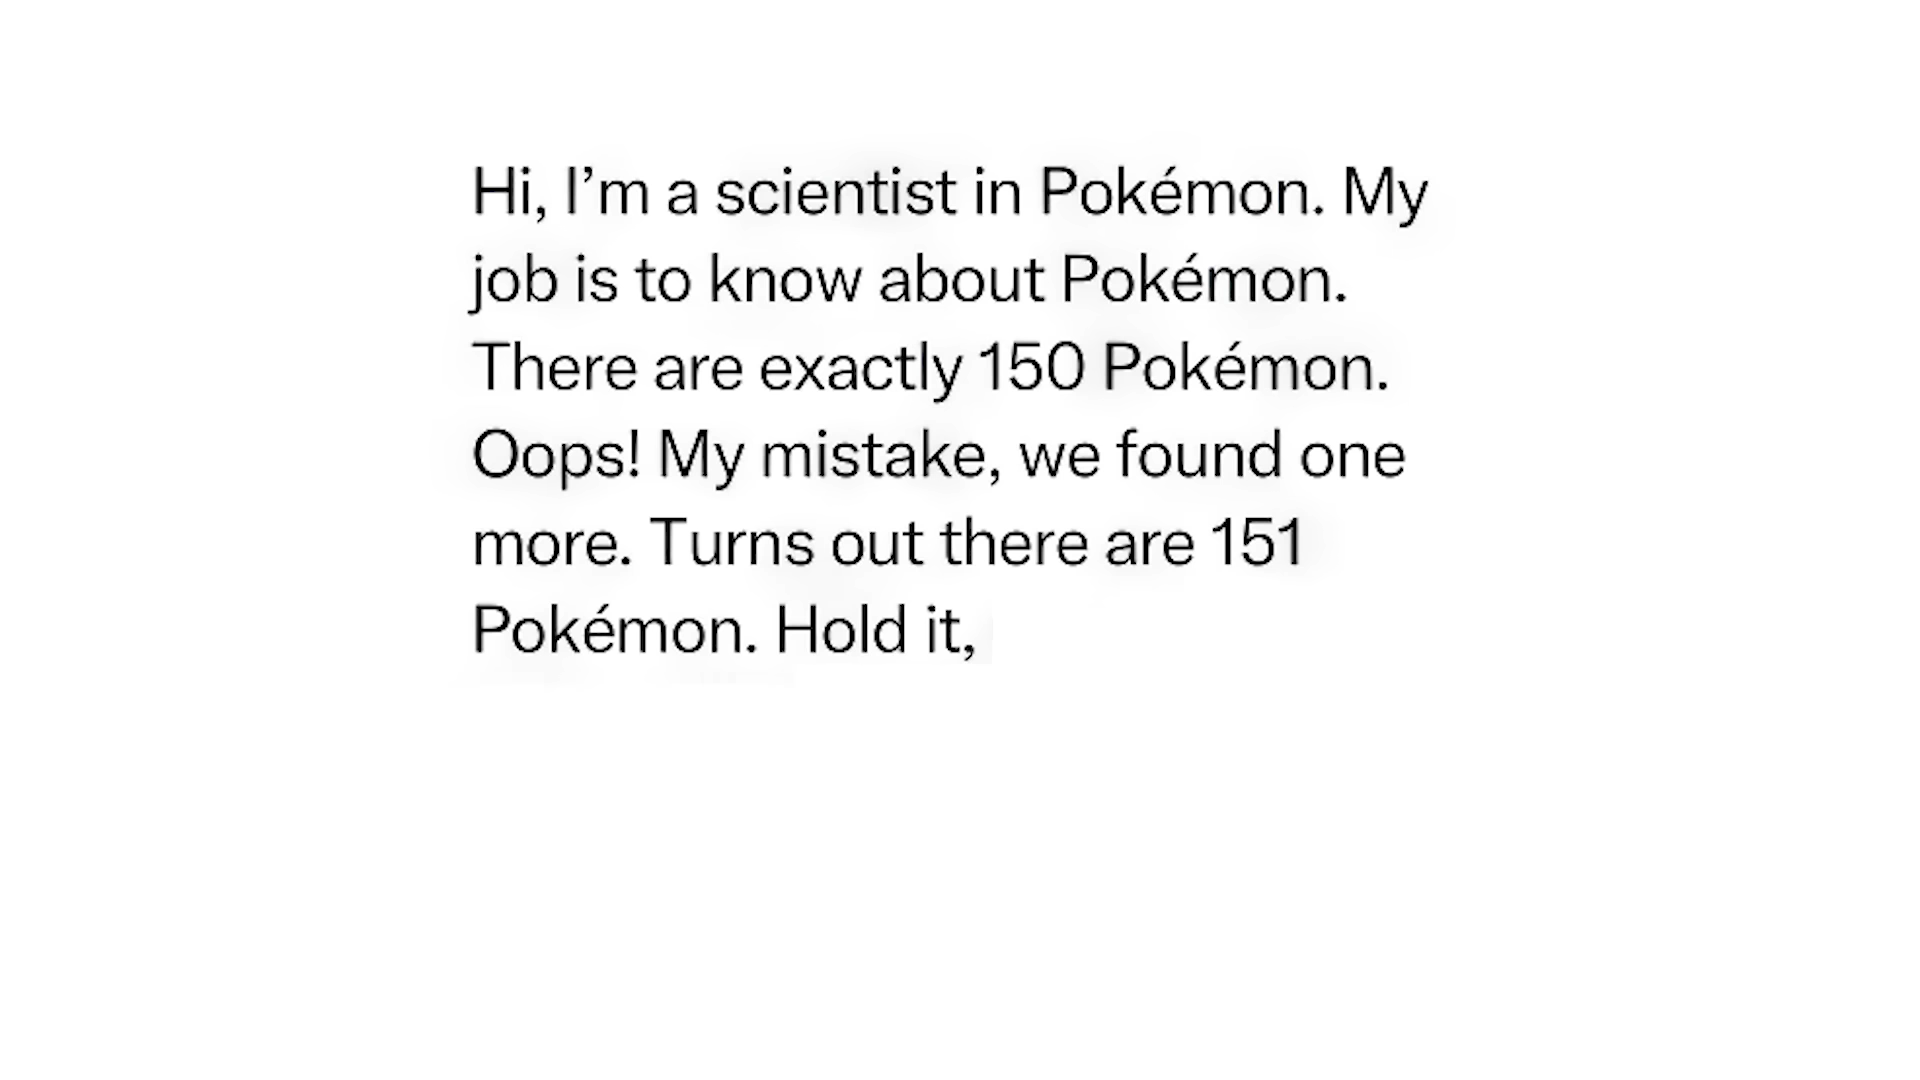 Hi, I’m a scientist in Pokémon. My
job is to know about Pokémon.
There are exactly 150 Pokémon.
Oops! My mistake, we found one
more. Turns out there are 151
Pokémon. Hold it,